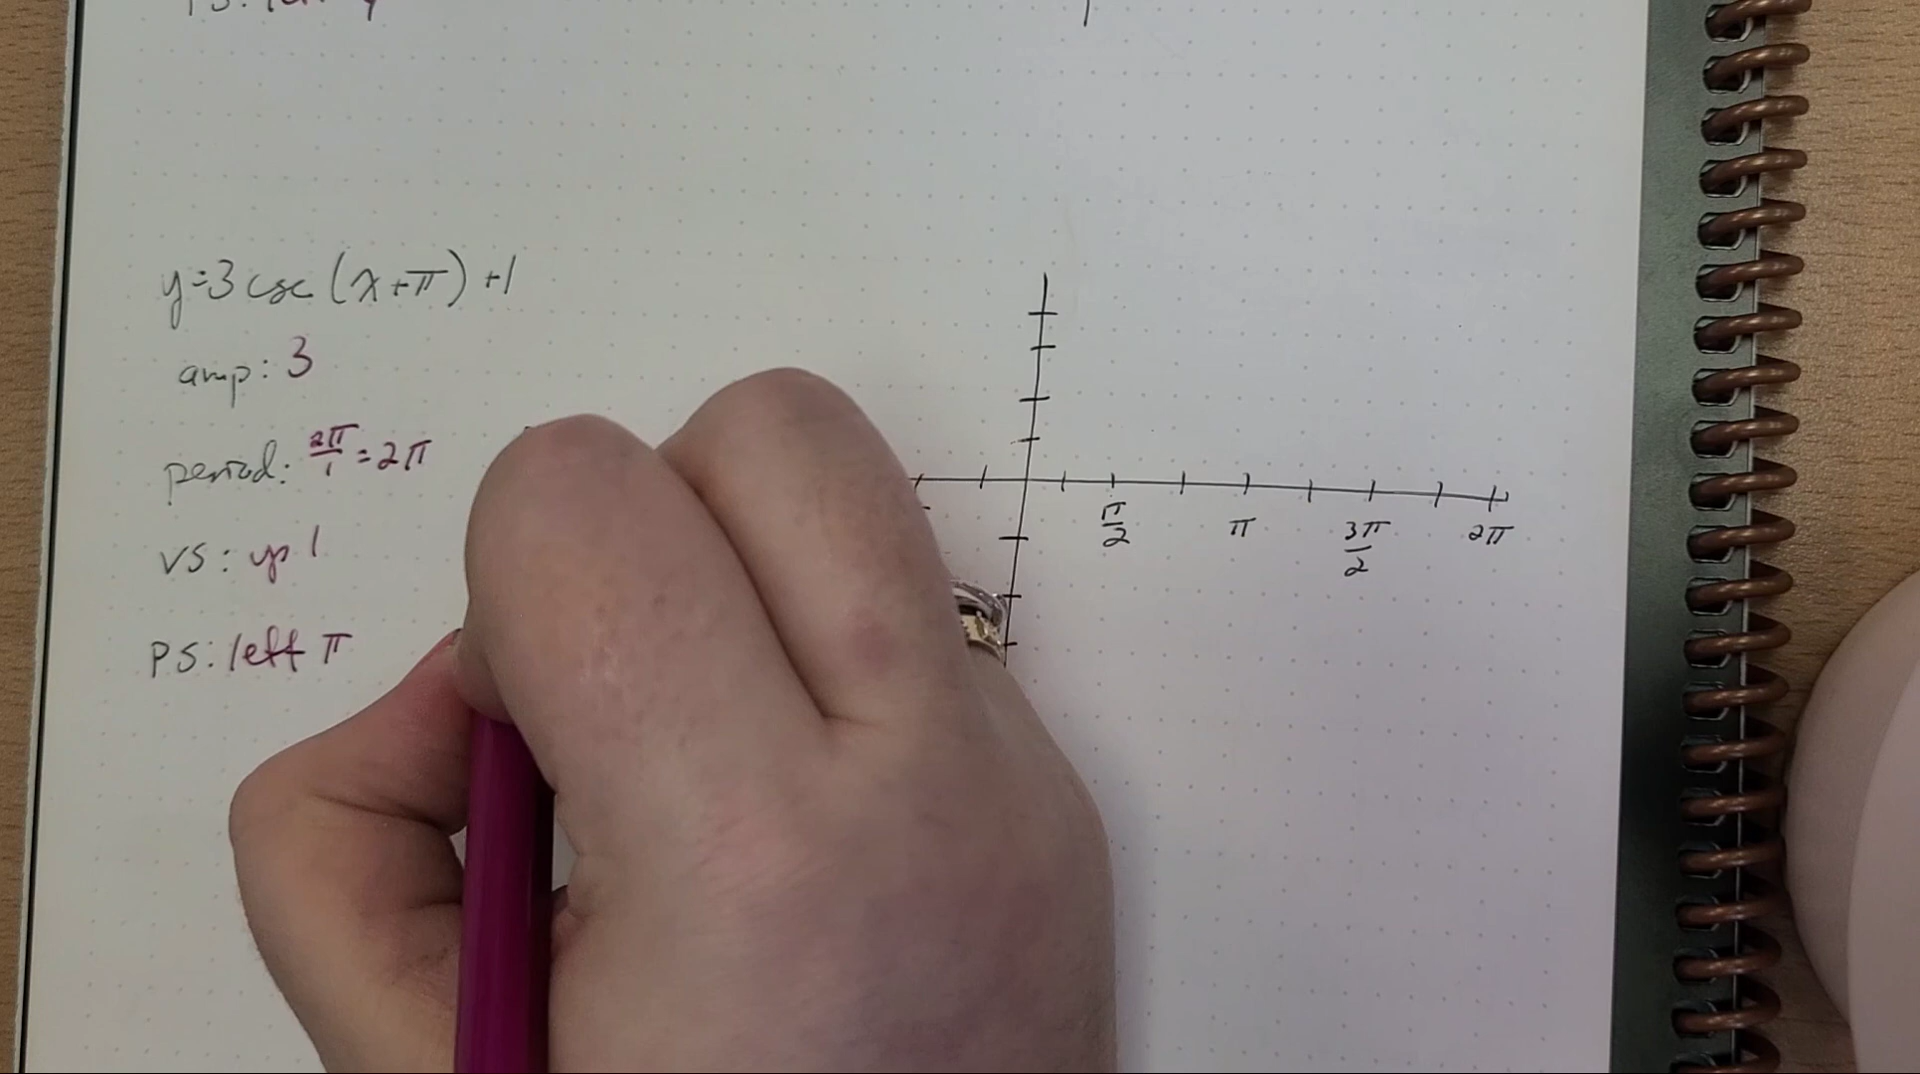 y=3 csc (x+π) +1
amp: 3
period: 2π/1 = 2π
VS: up 1
PS: left π
π/2 π 3π/2 2π